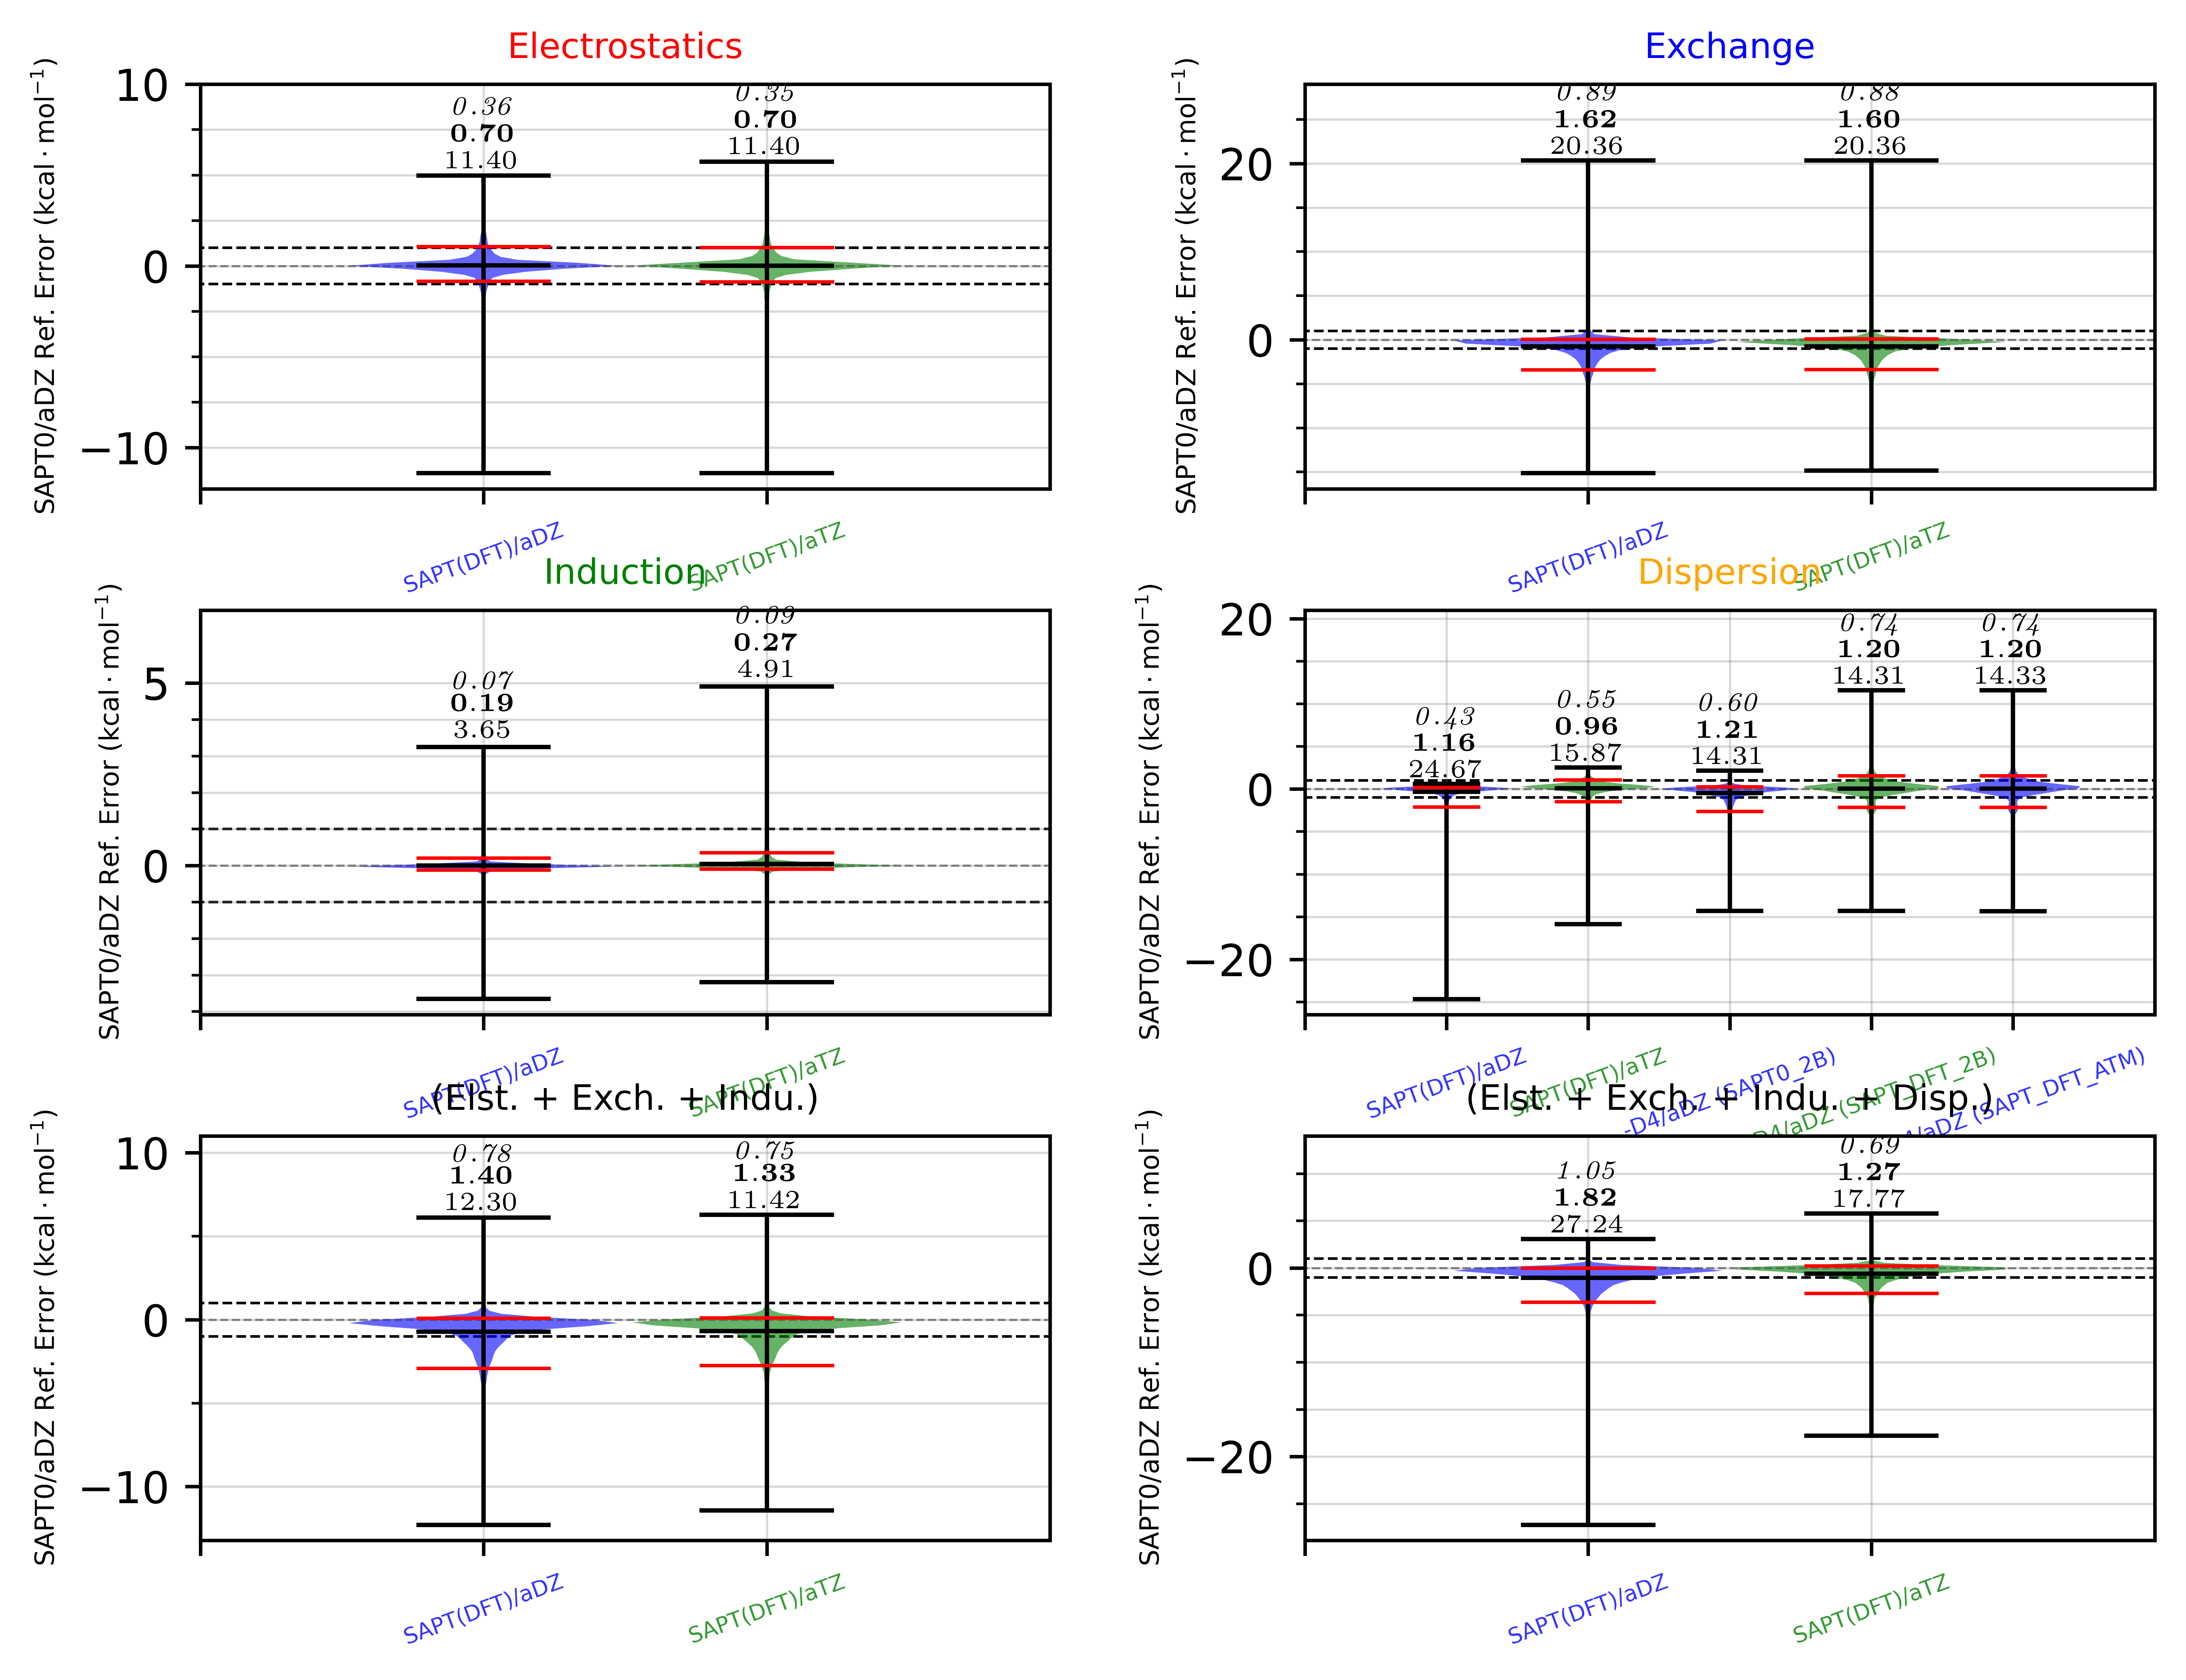 Electrostatics
SAPT0/aDZ Ref. Error (kcal·mol⁻¹)
10
0
−10
0.36
0.70
11.40
0.35
0.70
11.40
SAPT(DFT)/aDZ
SAPT(DFT)/aTZ
Exchange
SAPT0/aDZ Ref. Error (kcal·mol⁻¹)
20
0
0.89
1.62
20.36
0.88
1.60
20.36
SAPT(DFT)/aDZ
SAPT(DFT)/aTZ
Induction
SAPT0/aDZ Ref. Error (kcal·mol⁻¹)
5
0
0.07
0.19
3.65
0.09
0.27
4.91
SAPT(DFT)/aDZ
SAPT(DFT)/aTZ
Dispersion
SAPT0/aDZ Ref. Error (kcal·mol⁻¹)
20
0
−20
0.43
1.16
24.67
0.55
0.96
15.87
0.60
1.21
14.31
0.74
1.20
14.31
0.74
1.20
14.33
SAPT(DFT)/aDZ
SAPT(DFT)/aTZ
-D4/aDZ (SAPT0_2B)
D4/aDZ (SAPT_DFT_2B)
/aDZ (SAPT_DFT_ATM)
(Elst. + Exch. + Indu.)
SAPT0/aDZ Ref. Error (kcal·mol⁻¹)
10
0
−10
0.78
1.40
12.30
0.75
1.33
11.42
SAPT(DFT)/aDZ
SAPT(DFT)/aTZ
(Elst. + Exch. + Indu. + Disp.)
SAPT0/aDZ Ref. Error (kcal·mol⁻¹)
0
−20
1.05
1.82
27.24
0.69
1.27
17.77
SAPT(DFT)/aDZ
SAPT(DFT)/aTZ